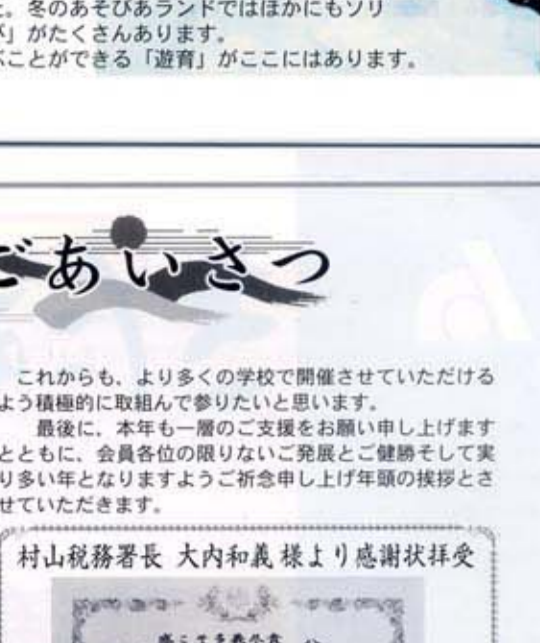 た。冬のあそびあランドではほかにもソリ
」がたくさんあります。
ぶことができる「遊育」がここにはあります。
ごあいさつ
これからも、より多くの学校で開催させていただける
よう積極的に取組んで参りたいと思います。
最後に、本年も一層のご支援をお願い申し上げます
とともに、会員各位の限りないご発展とご健勝そして実
り多い年となりますようご祈念申し上げ年頭の挨拶とさ
せていただきます。
村山税務署長 大内和義様より感謝状拝受